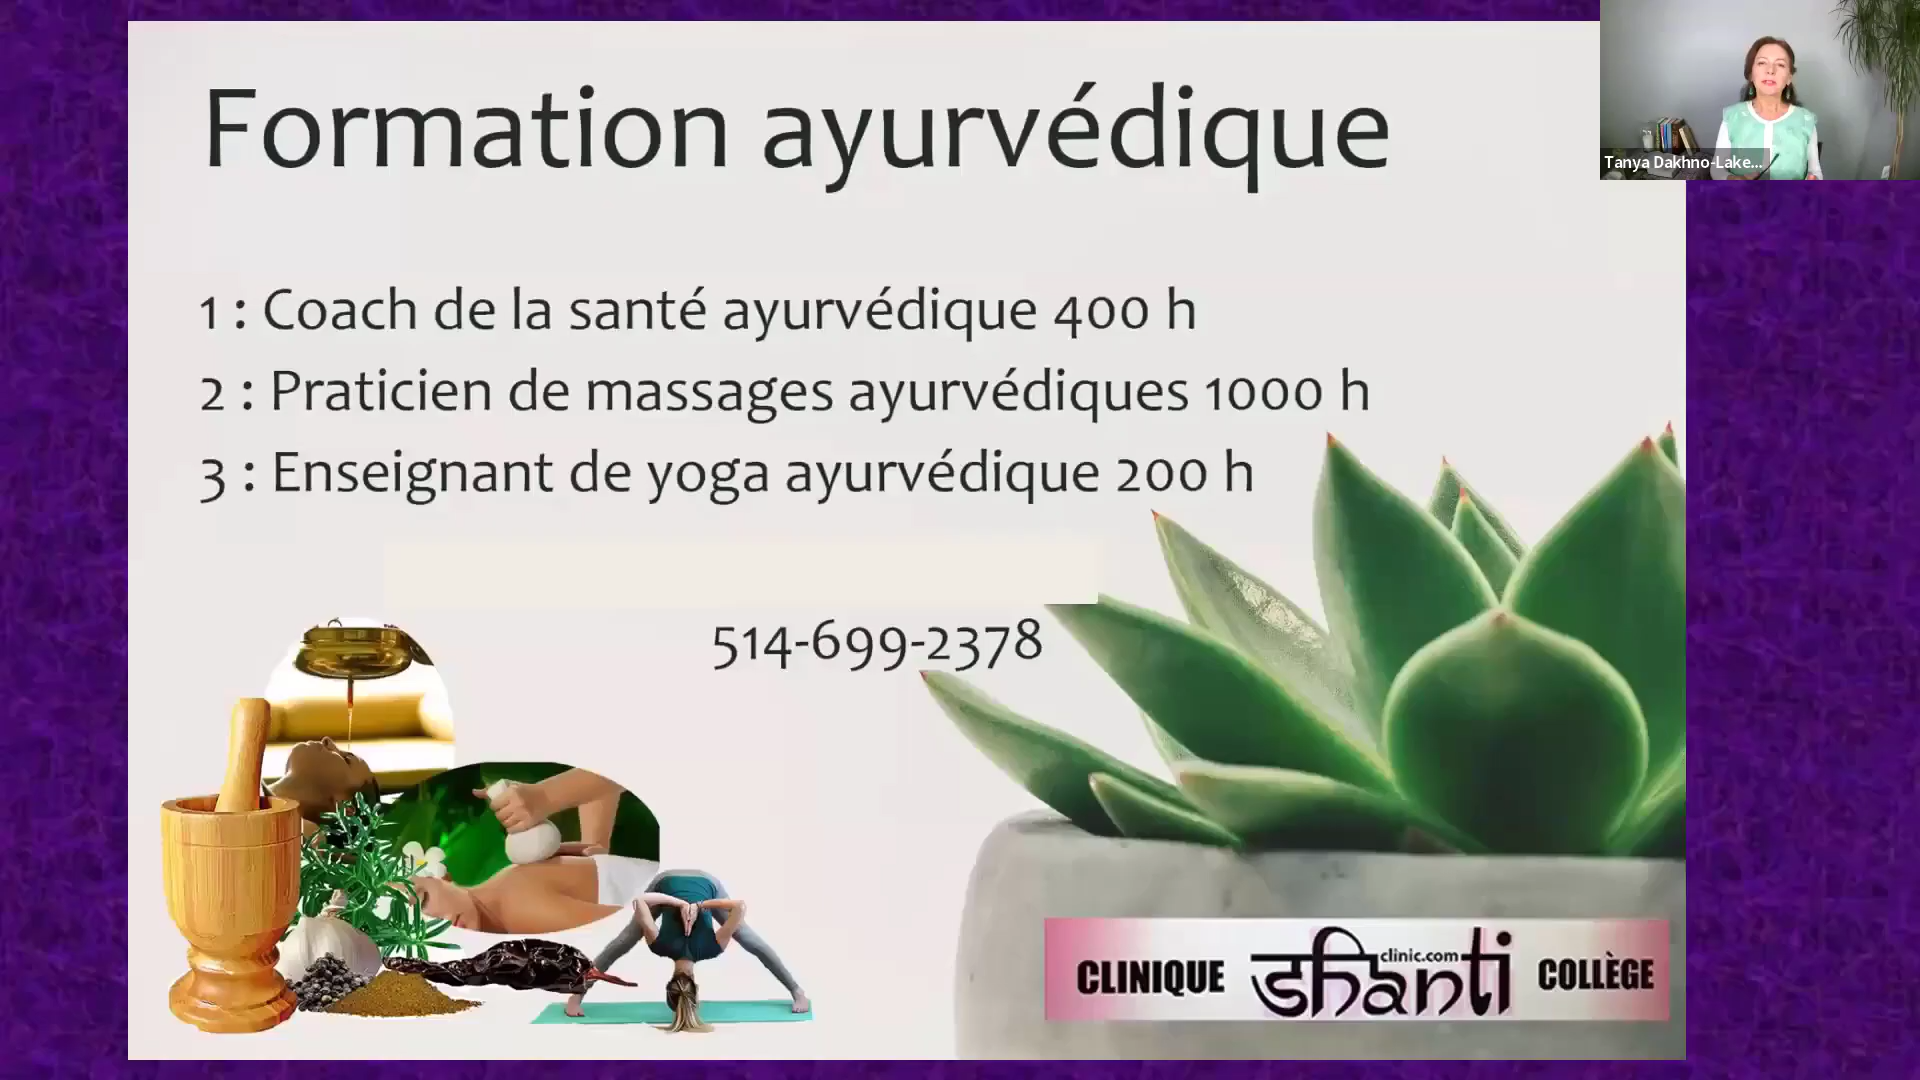 Formation ayurvédique
Tanya Dakhno-Lake...
1 : Coach de la santé ayurvédique 400 h
2 : Praticien de massages ayurvédiques 1000 h
3 : Enseignant de yoga ayurvédique 200 h
514-699-2378
CLINIQUE shanti clinic.com COLLÈGE